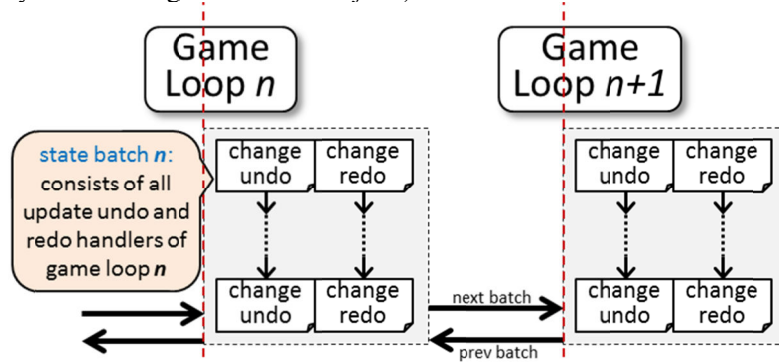 Game
Loop n
Game
Loop n+1
state batch n:
consists of all
update undo and
redo handlers of
game loop n
change
undo
change
redo
change
undo
change
redo
change
undo
change
redo
change
undo
change
redo
next batch
prev batch